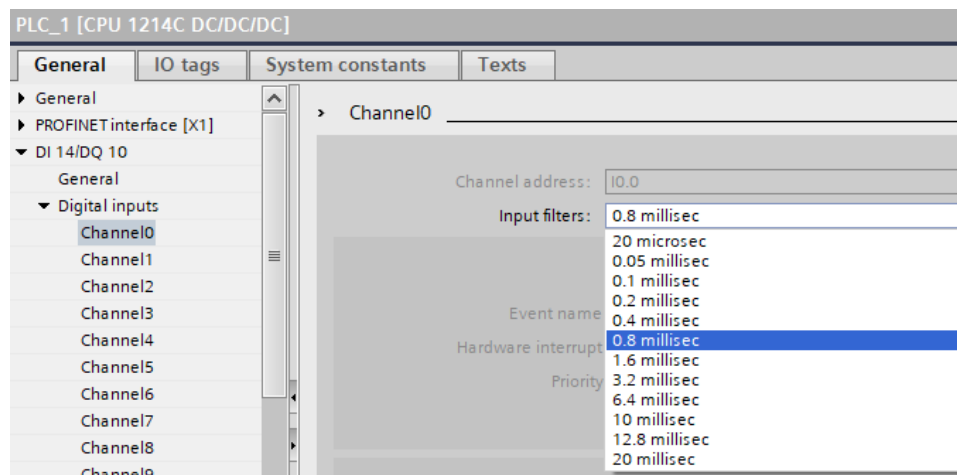 PLC_1 [CPU 1214C DC/DC/DC]
General IO tags System constants Texts
General
PROFINET interface [X1]
DI 14/DQ 10
General
Digital inputs
Channel0
Channel1
Channel2
Channel3
Channel4
Channel5
Channel6
Channel7
Channel8
Channel9
Channel0
Channel address: I0.0
Input filters: 0.8 millisec
20 microsec
0.05 millisec
0.1 millisec
0.2 millisec
0.4 millisec
0.8 millisec
1.6 millisec
3.2 millisec
6.4 millisec
10 millisec
12.8 millisec
20 millisec
Event name
Hardware interrupt
Priority